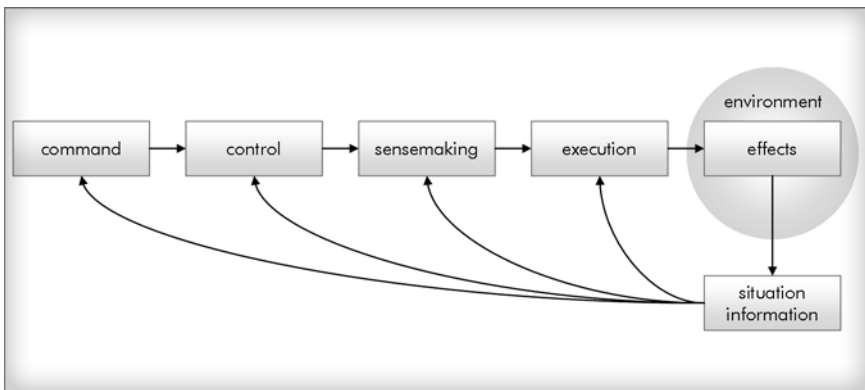 environment
command
control
sensemaking
execution
effects
situation
information